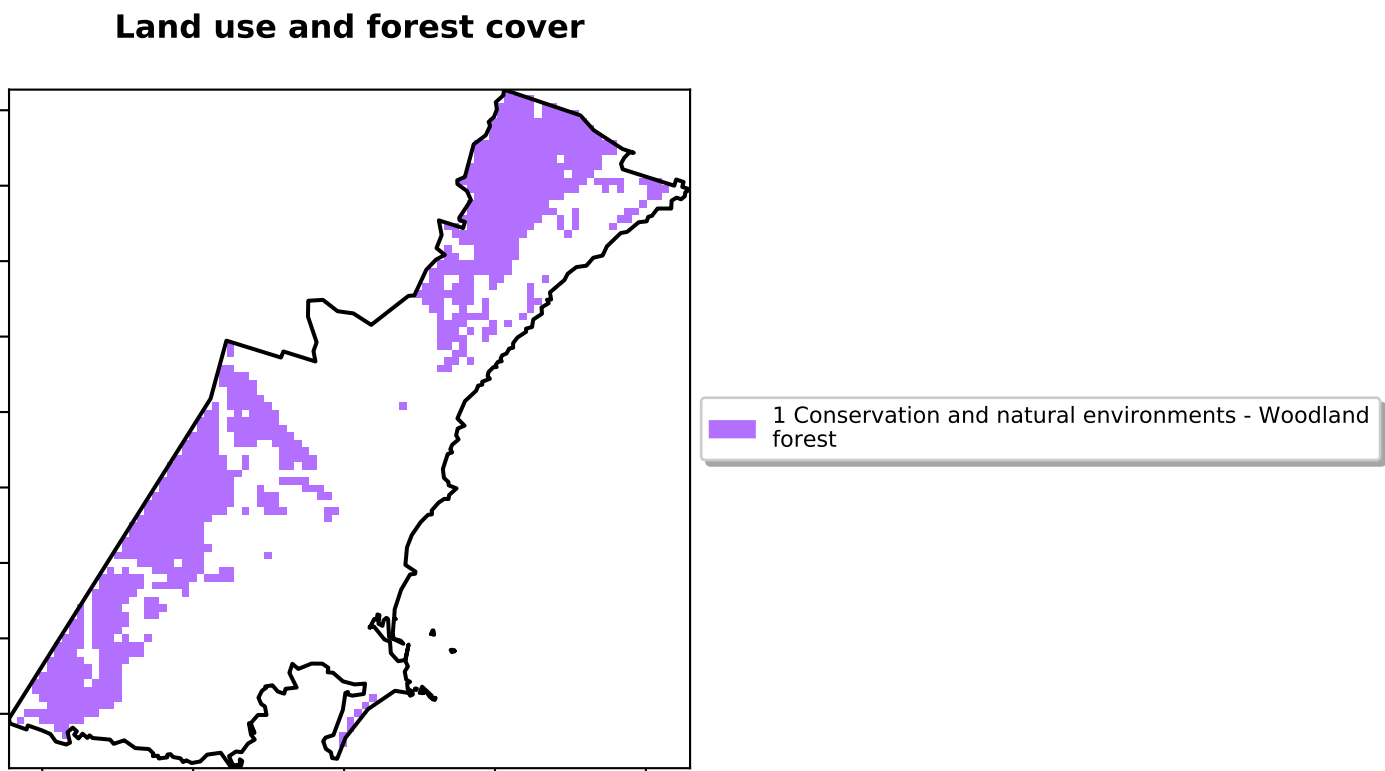 Land use and forest cover
1 Conservation and natural environments - Woodland
forest